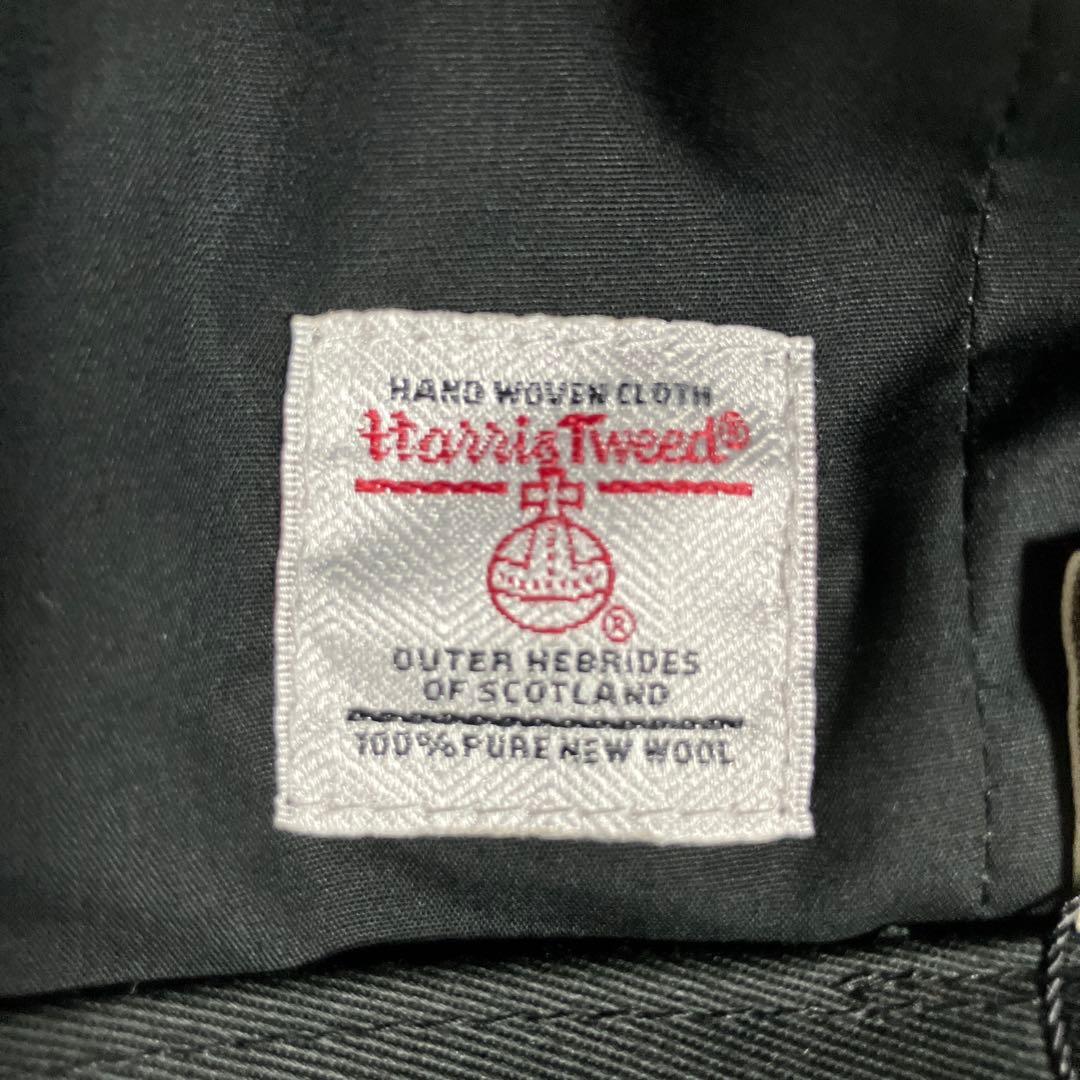 HAND WOVEN CLOTH
Harris Tweed®
®
OUTER HEBRIDES
OF SCOTLAND
100% PURE NEW WOOL